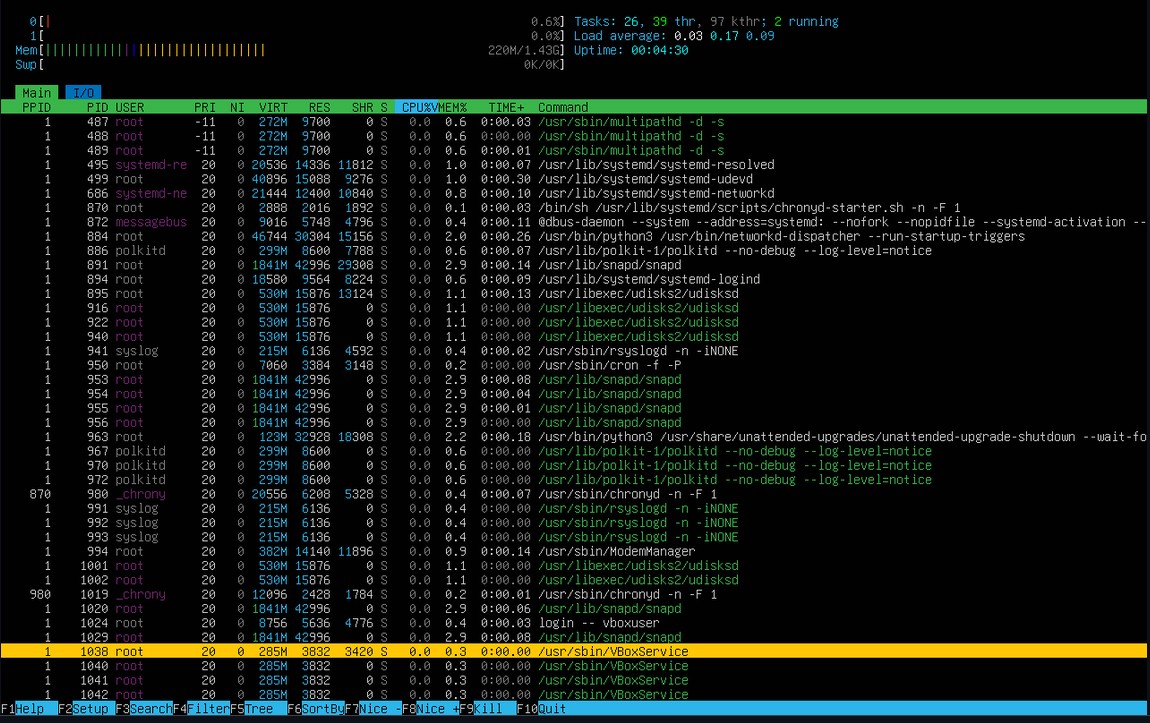 0[| 0.6%] Tasks: 26, 39 thr, 97 kthr; 2 running
1[ 0.0%] Load average: 0.03 0.17 0.09
Mem[||||||||||||||||||||||||||||||| 220M/1.43G] Uptime: 00:04:30
Swp[ 0K/0K]
Main I/O
PPID PID USER PRI NI VIRT RES SHR S CPU%▽MEM% TIME+ Command
1 487 root -11 0 272M 9700 0 S 0.0 0.6 0:00.03 /usr/sbin/multipathd -d -s
1 488 root -11 0 272M 9700 0 S 0.0 0.6 0:00.00 /usr/sbin/multipathd -d -s
1 489 root -11 0 272M 9700 0 S 0.0 0.6 0:00.01 /usr/sbin/multipathd -d -s
1 495 systemd-re 20 0 20536 14336 11812 S 0.0 1.0 0:00.07 /usr/lib/systemd/systemd-resolved
1 499 root 20 0 40896 15088 9276 S 0.0 1.0 0:00.30 /usr/lib/systemd/systemd-udevd
1 686 systemd-ne 20 0 21444 12400 10840 S 0.0 0.8 0:00.10 /usr/lib/systemd/systemd-networkd
1 870 root 20 0 2888 2016 1892 S 0.0 0.1 0:00.03 /bin/sh /usr/lib/systemd/scripts/chronyd-starter.sh -n -F 1
1 872 messagebus 20 0 9016 5748 4796 S 0.0 0.4 0:00.11 @dbus-daemon --system --address=systemd: --nofork --nopidfile --systemd-activation --
1 884 root 20 0 46744 30304 15156 S 0.0 2.0 0:00.26 /usr/bin/python3 /usr/bin/networkd-dispatcher --run-startup-triggers
1 886 polkitd 20 0 299M 8600 7788 S 0.0 0.6 0:00.07 /usr/lib/polkit-1/polkitd --no-debug --log-level=notice
1 891 root 20 0 1841M 42996 29308 S 0.0 2.9 0:00.14 /usr/lib/snapd/snapd
1 894 root 20 0 18580 9564 8224 S 0.0 0.6 0:00.09 /usr/lib/systemd/systemd-logind
1 895 root 20 0 530M 15876 13124 S 0.0 1.1 0:00.13 /usr/libexec/udisks2/udisksd
1 916 root 20 0 530M 15876 0 S 0.0 1.1 0:00.00 /usr/libexec/udisks2/udisksd
1 922 root 20 0 530M 15876 0 S 0.0 1.1 0:00.00 /usr/libexec/udisks2/udisksd
1 940 root 20 0 530M 15876 0 S 0.0 1.1 0:00.00 /usr/libexec/udisks2/udisksd
1 941 syslog 20 0 215M 6136 4592 S 0.0 0.4 0:00.02 /usr/sbin/rsyslogd -n -iNONE
1 950 root 20 0 7060 3384 3148 S 0.0 0.2 0:00.00 /usr/sbin/cron -f -P
1 953 root 20 0 1841M 42996 0 S 0.0 2.9 0:00.08 /usr/lib/snapd/snapd
1 954 root 20 0 1841M 42996 0 S 0.0 2.9 0:00.04 /usr/lib/snapd/snapd
1 955 root 20 0 1841M 42996 0 S 0.0 2.9 0:00.01 /usr/lib/snapd/snapd
1 956 root 20 0 1841M 42996 0 S 0.0 2.9 0:00.00 /usr/lib/snapd/snapd
1 963 root 20 0 123M 32928 18308 S 0.0 2.2 0:00.18 /usr/bin/python3 /usr/share/unattended-upgrades/unattended-upgrade-shutdown --wait-fo
1 967 polkitd 20 0 299M 8600 0 S 0.0 0.6 0:00.00 /usr/lib/polkit-1/polkitd --no-debug --log-level=notice
1 970 polkitd 20 0 299M 8600 0 S 0.0 0.6 0:00.00 /usr/lib/polkit-1/polkitd --no-debug --log-level=notice
1 972 polkitd 20 0 299M 8600 0 S 0.0 0.6 0:00.00 /usr/lib/polkit-1/polkitd --no-debug --log-level=notice
870 980 _chrony 20 0 20556 6208 5328 S 0.0 0.4 0:00.07 /usr/sbin/chronyd -n -F 1
1 991 syslog 20 0 215M 6136 0 S 0.0 0.4 0:00.00 /usr/sbin/rsyslogd -n -iNONE
1 992 syslog 20 0 215M 6136 0 S 0.0 0.4 0:00.00 /usr/sbin/rsyslogd -n -iNONE
1 993 syslog 20 0 215M 6136 0 S 0.0 0.4 0:00.00 /usr/sbin/rsyslogd -n -iNONE
1 994 root 20 0 382M 14140 11896 S 0.0 0.9 0:00.14 /usr/sbin/ModemManager
1 1001 root 20 0 530M 15876 0 S 0.0 1.1 0:00.00 /usr/libexec/udisks2/udisksd
1 1002 root 20 0 530M 15876 0 S 0.0 1.1 0:00.00 /usr/libexec/udisks2/udisksd
980 1019 _chrony 20 0 12096 2428 1784 S 0.0 0.2 0:00.01 /usr/sbin/chronyd -n -F 1
1 1020 root 20 0 1841M 42996 0 S 0.0 2.9 0:00.06 /usr/lib/snapd/snapd
1 1024 root 20 0 8756 5636 4776 S 0.0 0.4 0:00.03 login -- vboxuser
1 1029 root 20 0 1841M 42996 0 S 0.0 2.9 0:00.08 /usr/lib/snapd/snapd
1 1038 root 20 0 285M 3832 3420 S 0.0 0.3 0:00.00 /usr/sbin/VBoxService
1 1040 root 20 0 285M 3832 0 S 0.0 0.3 0:00.00 /usr/sbin/VBoxService
1 1041 root 20 0 285M 3832 0 S 0.0 0.3 0:00.00 /usr/sbin/VBoxService
1 1042 root 20 0 285M 3832 0 S 0.0 0.3 0:00.00 /usr/sbin/VBoxService
F1Help F2Setup F3SearchF4FilterF5Tree F6SortByF7Nice -F8Nice +F9Kill F10Quit